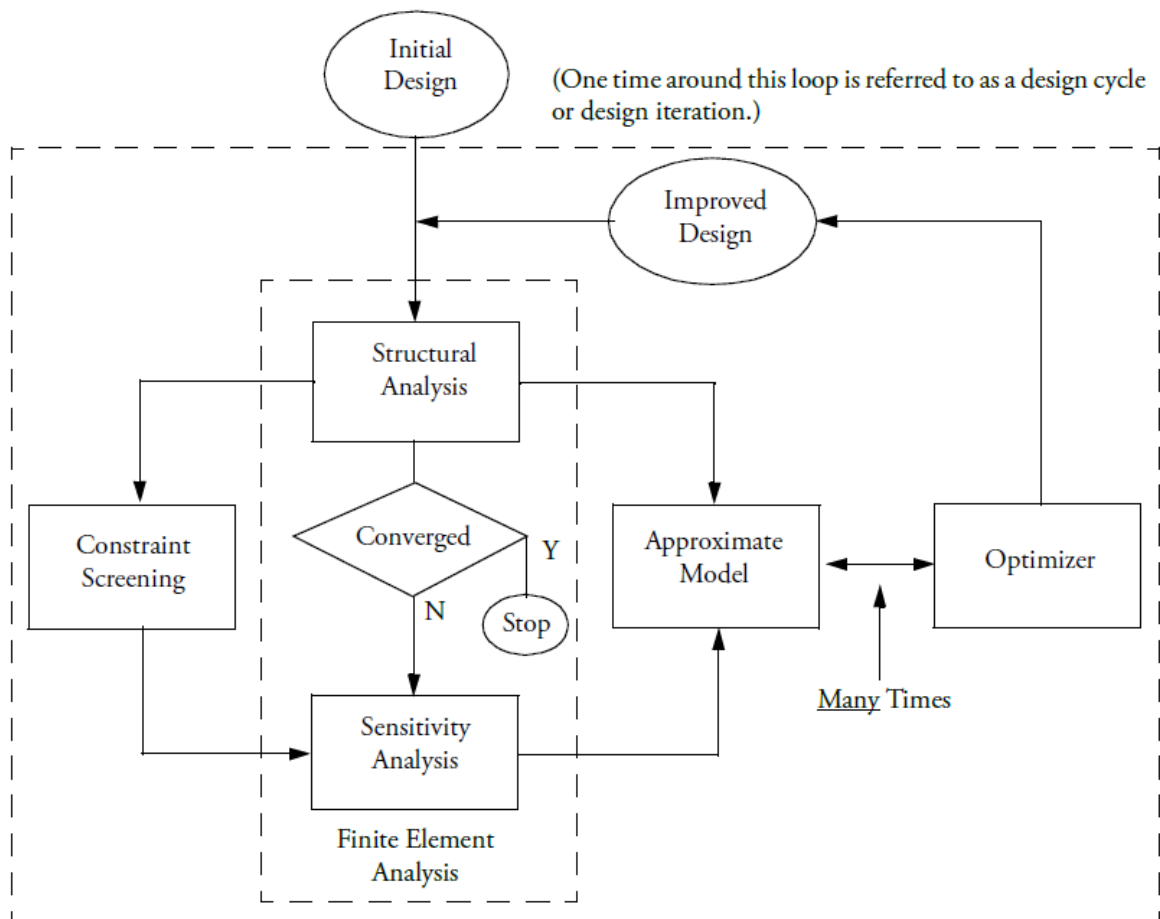 Initial
Design
(One time around this loop is referred to as a design cycle
or design iteration.)
Improved
Design
Structural
Analysis
Constraint
Screening
Converged
Y
N
Stop
Approximate
Model
Optimizer
Many Times
Sensitivity
Analysis
Finite Element
Analysis